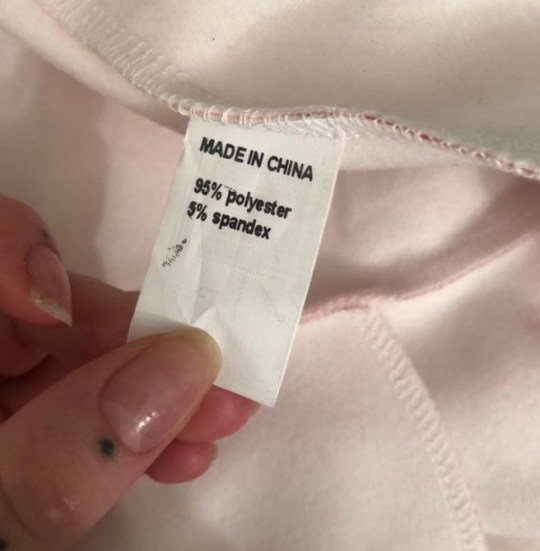 MADE IN CHINA
95% polyester
5% spandex